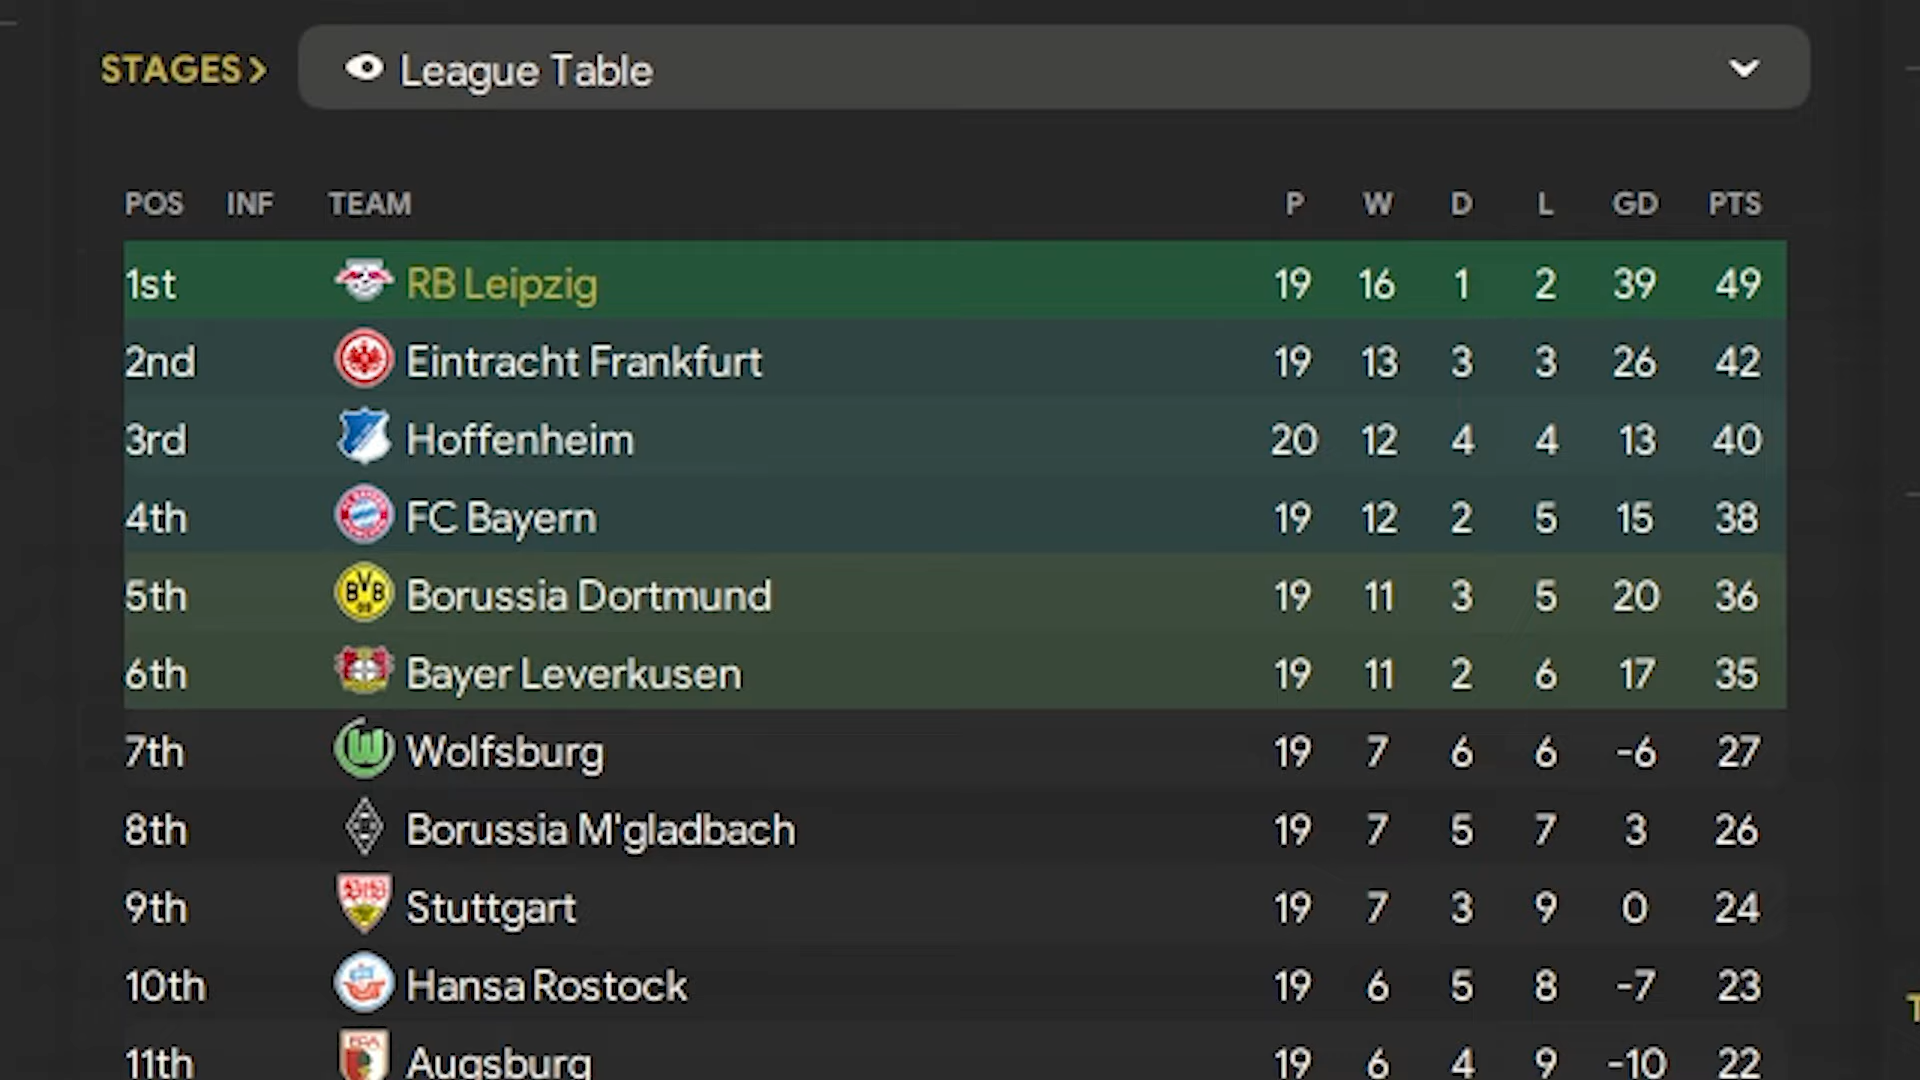 STAGES > League Table
POS INF TEAM P W D L GD PTS
1st RB Leipzig 19 16 1 2 39 49
2nd Eintracht Frankfurt 19 13 3 3 26 42
3rd Hoffenheim 20 12 4 4 13 40
4th FC Bayern 19 12 2 5 15 38
5th BVB 09 Borussia Dortmund 19 11 3 5 20 36
6th Bayer Leverkusen 19 11 2 6 17 35
7th Wolfsburg 19 7 6 6 -6 27
8th Borussia M'gladbach 19 7 5 7 3 26
9th Stuttgart 19 7 3 9 0 24
10th Hansa Rostock 19 6 5 8 -7 23
11th FCA Augsburg 19 6 4 9 -10 22